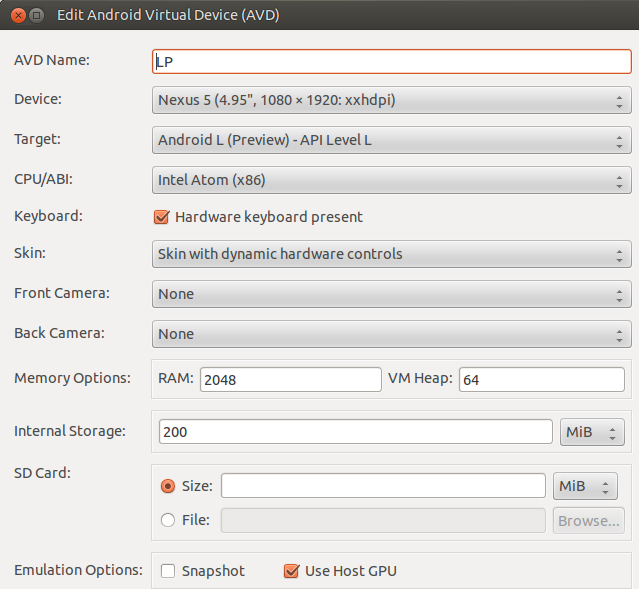 Edit Android Virtual Device (AVD)
AVD Name: LP
Device: Nexus 5 (4.95", 1080 × 1920: xxhdpi)
Target: Android L (Preview) - API Level L
CPU/ABI: Intel Atom (x86)
Keyboard: Hardware keyboard present
Skin: Skin with dynamic hardware controls
Front Camera: None
Back Camera: None
Memory Options: RAM: 2048 VM Heap: 64
Internal Storage: 200 MiB
SD Card:
Size: MiB
File: Browse...
Emulation Options: Snapshot Use Host GPU